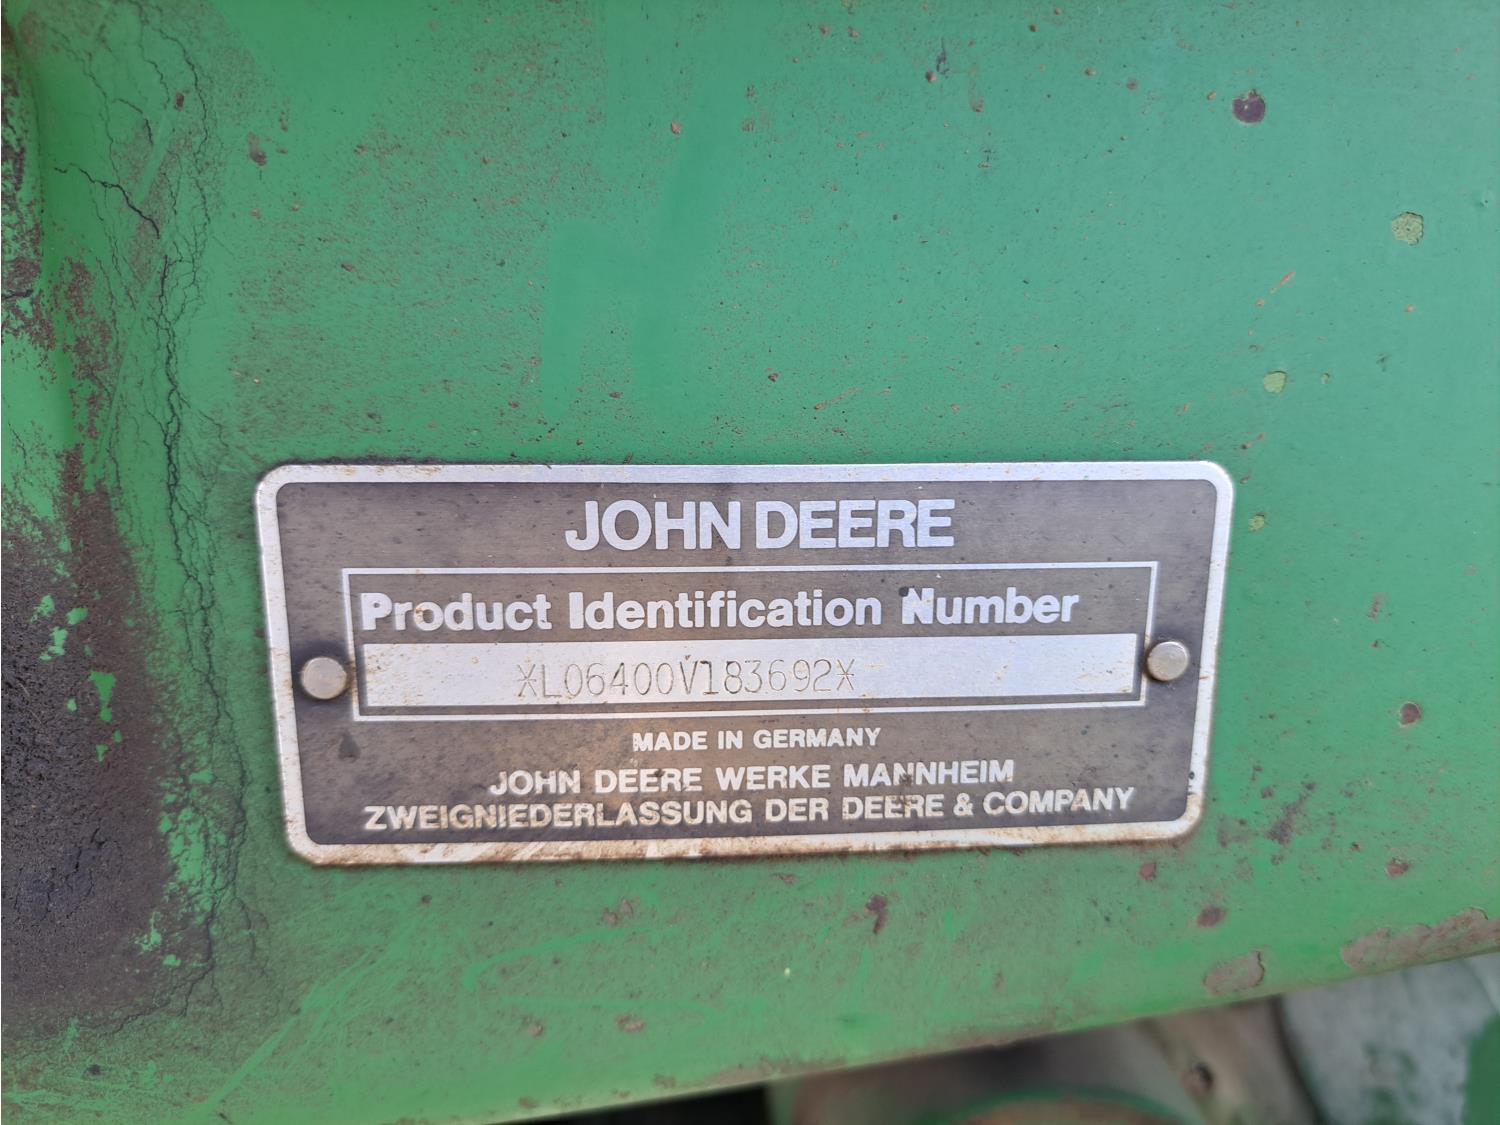 JOHN DEERE
Product Identification Number
*L06400V183692*
MADE IN GERMANY
JOHN DEERE WERKE MANNHEIM
ZWEIGNIEDERLASSUNG DER DEERE & COMPANY